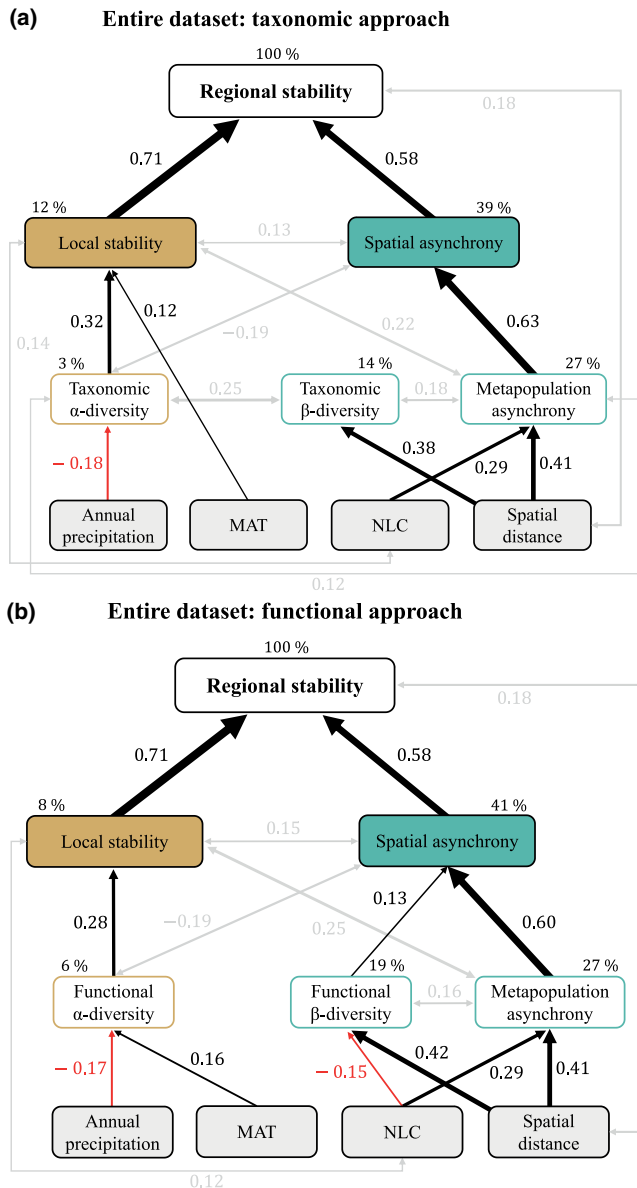 (a) Entire dataset: taxonomic approach
100 %
Regional stability
0.18
0.71 0.58
12 % 39 %
Local stability 0.13 Spatial asynchrony
0.32 0.12 −0.19 0.22 0.63
0.14
3 % 14 % 27 %
Taxonomic
α-diversity
0.25
Taxonomic
β-diversity
0.18
Metapopulation
asynchrony
− 0.18 0.38 0.29 0.41
Annual
precipitation
MAT
NLC
Spatial
distance
0.12
(b) Entire dataset: functional approach
100 %
Regional stability
0.18
0.71 0.58
8 % 41 %
Local stability 0.15 Spatial asynchrony
0.28 −0.19 0.13 0.25 0.60
6 % 19 % 27 %
Functional
α-diversity
Functional
β-diversity
0.16
Metapopulation
asynchrony
− 0.17 0.16 − 0.15 0.42 0.29 0.41
Annual
precipitation
MAT
NLC
Spatial
distance
0.12